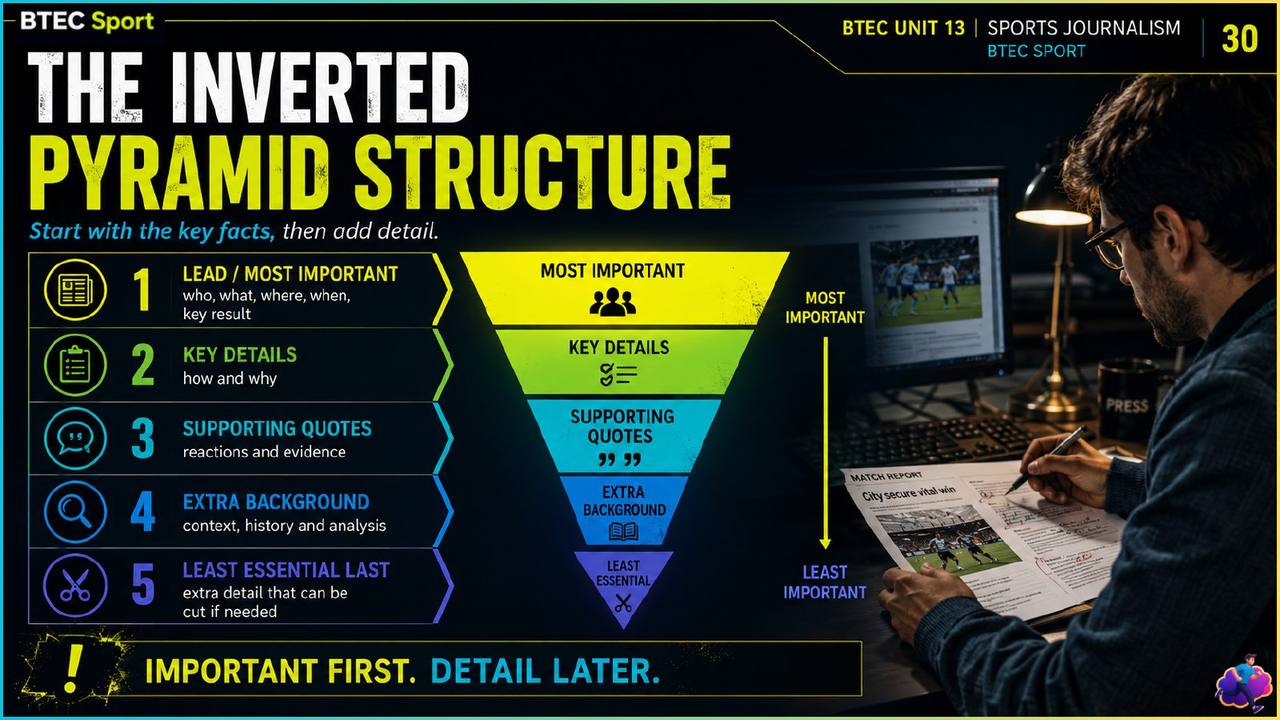 BTEC Sport
BTEC UNIT 13 | SPORTS JOURNALISM
BTEC SPORT
30
THE INVERTED
PYRAMID STRUCTURE
Start with the key facts, then add detail.
1
LEAD / MOST IMPORTANT
who, what, where, when,
key result
2
KEY DETAILS
how and why
3
SUPPORTING QUOTES
reactions and evidence
4
EXTRA BACKGROUND
context, history and analysis
5
LEAST ESSENTIAL LAST
extra detail that can be
cut if needed
MOST IMPORTANT
KEY DETAILS
SUPPORTING
QUOTES
EXTRA
BACKGROUND
LEAST
ESSENTIAL
MOST
IMPORTANT
LEAST
IMPORTANT
PRESS
MATCH REPORT
City secure vital win
! IMPORTANT FIRST. DETAIL LATER.